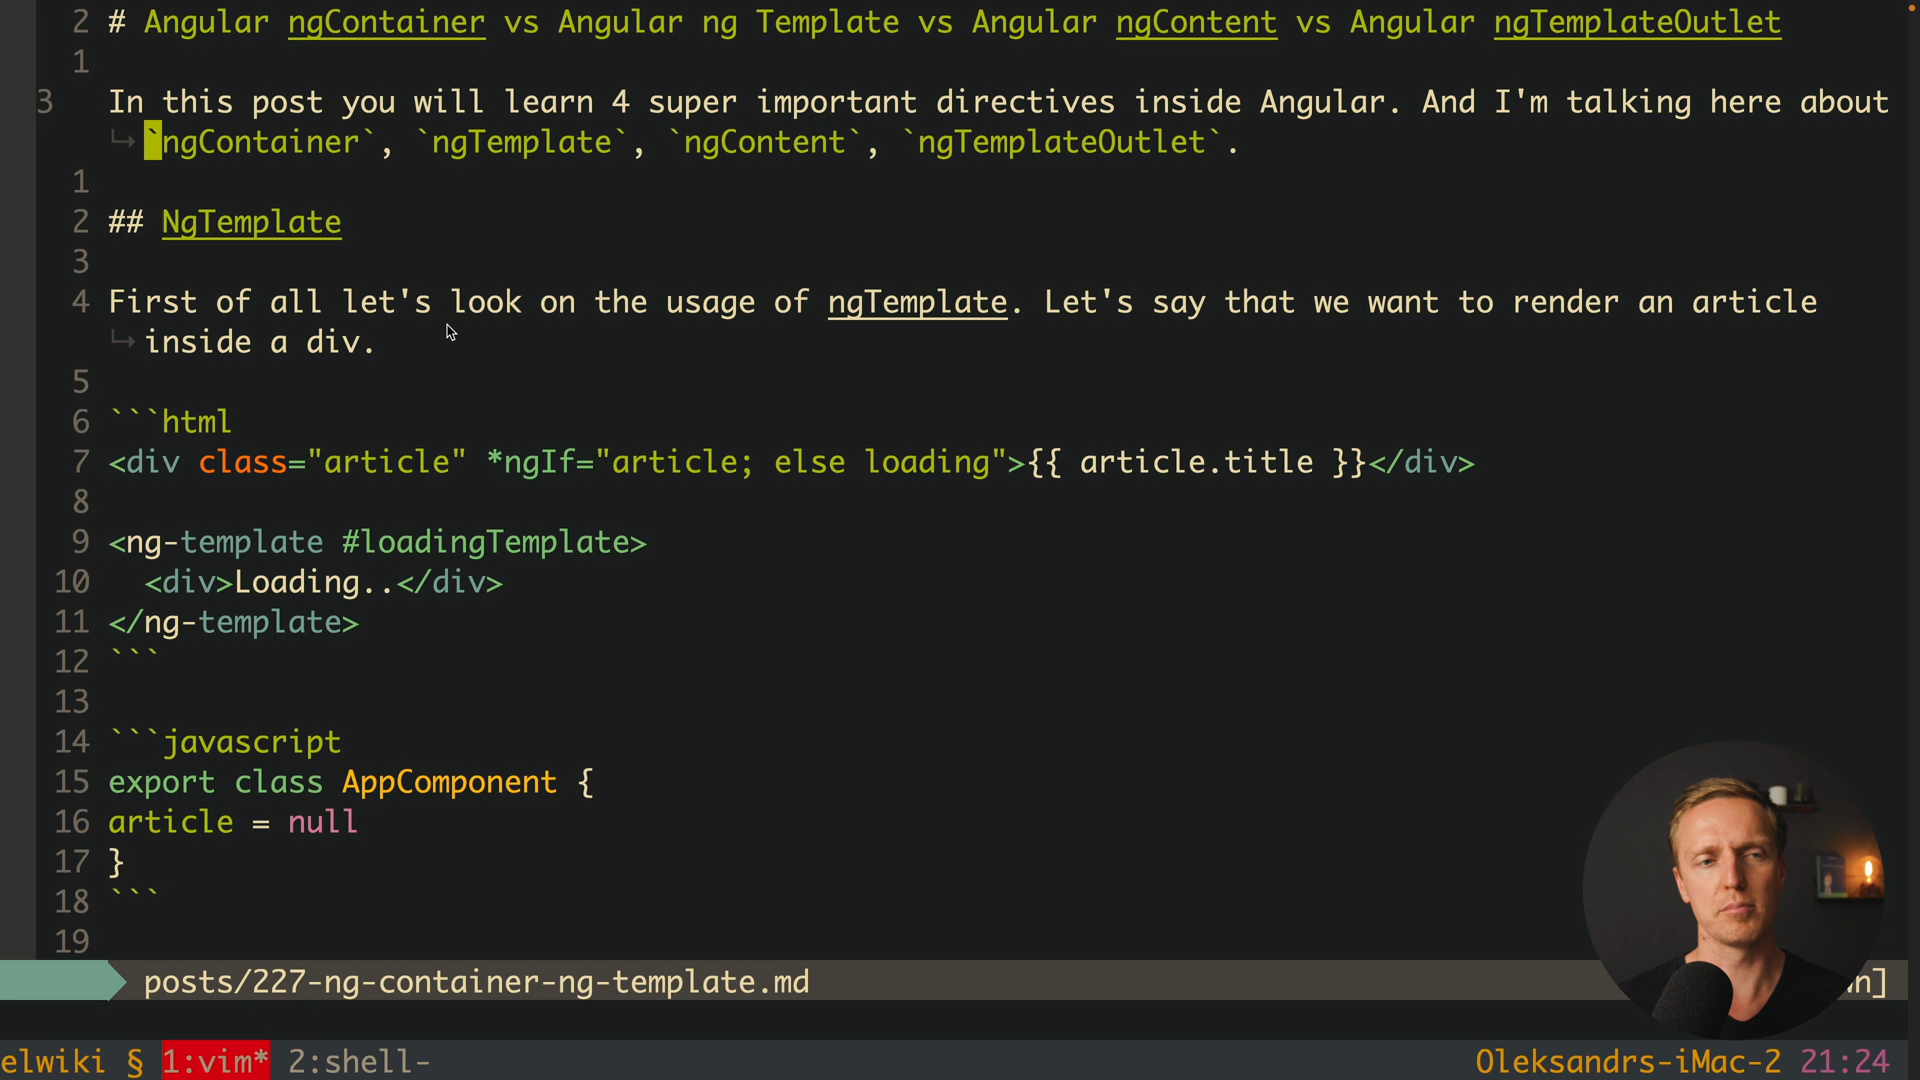 2 # Angular ngContainer vs Angular ng Template vs Angular ngContent vs Angular ngTemplateOutlet
1
3 In this post you will learn 4 super important directives inside Angular. And I'm talking here about
`ngContainer`, `ngTemplate`, `ngContent`, `ngTemplateOutlet`.
1
2 ## NgTemplate
3
4 First of all let's look on the usage of ngTemplate. Let's say that we want to render an article
inside a div.
5
6 ```html
7 <div class="article" *ngIf="article; else loading">{{ article.title }}</div>
8
9 <ng-template #loadingTemplate>
10   <div>Loading..</div>
11 </ng-template>
12 ```
13
14 ```javascript
15 export class AppComponent {
16 article = null
17 }
18 ```
19
posts/227-ng-container-ng-template.md
elwiki § 1:vim* 2:shell- Oleksandrs-iMac-2 21:24